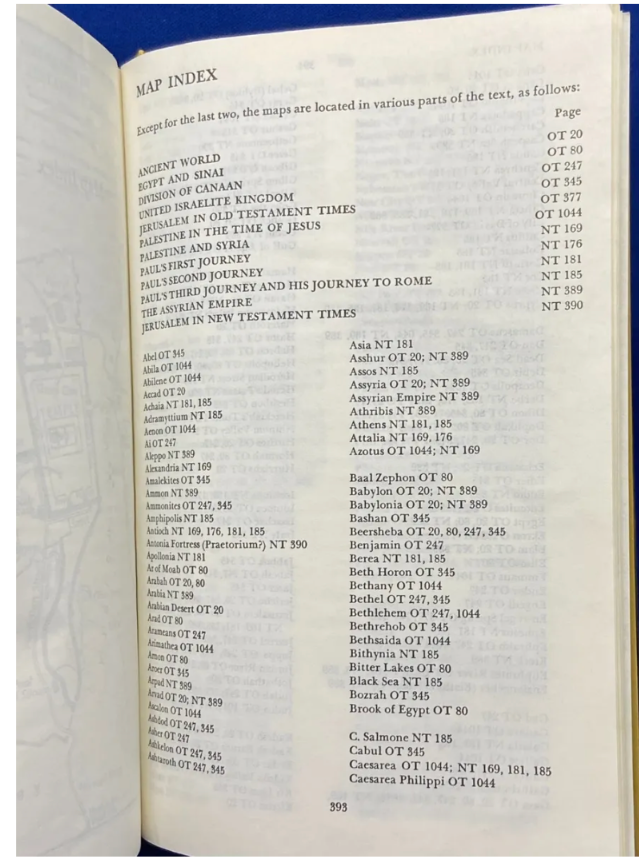 MAP INDEX
Except for the last two, the maps are located in various parts of the text, as follows:
Page
ANCIENT WORLD OT 20
EGYPT AND SINAI OT 80
DIVISION OF CANAAN OT 247
UNITED ISRAELITE KINGDOM OT 345
JERUSALEM IN OLD TESTAMENT TIMES OT 377
PALESTINE IN THE TIME OF JESUS OT 1044
PALESTINE AND SYRIA NT 169
PAUL'S FIRST JOURNEY NT 176
PAUL'S SECOND JOURNEY NT 181
PAUL'S THIRD JOURNEY AND HIS JOURNEY TO ROME NT 185
THE ASSYRIAN EMPIRE NT 389
JERUSALEM IN NEW TESTAMENT TIMES NT 390
Abel OT 345
Abila OT 1044
Abilene OT 1044
Accad OT 20
Achaia NT 181, 185
Adramyttium NT 185
Aenon OT 1044
Ai OT 247
Aleppo NT 389
Alexandria NT 169
Amalekites OT 345
Ammon NT 389
Ammonites OT 247, 345
Amphipolis NT 185
Antioch NT 169, 176, 181, 185
Antonia Fortress (Praetorium?) NT 390
Apollonia NT 181
Ar of Moab OT 80
Arabah OT 20, 80
Arabia NT 389
Arabian Desert OT 20
Arad OT 80
Arameans OT 247
Arimathea OT 1044
Arnon OT 80
Aroer OT 345
Arpad NT 389
Arvad OT 20; NT 389
Ascalon OT 1044
Ashdod OT 247, 345
Asher OT 247
Ashkelon OT 247, 345
Ashtaroth OT 247, 345
Asia NT 181
Asshur OT 20; NT 389
Assos NT 185
Assyria OT 20; NT 389
Assyrian Empire NT 389
Athribis NT 389
Athens NT 181, 185
Attalia NT 169, 176
Azotus OT 1044; NT 169
Baal Zephon OT 80
Babylon OT 20; NT 389
Babylonia OT 20; NT 389
Bashan OT 345
Beersheba OT 20, 80, 247, 345
Benjamin OT 247
Berea NT 181, 185
Beth Horon OT 345
Bethany OT 1044
Bethel OT 247, 345
Bethlehem OT 247, 1044
Bethrehob OT 345
Bethsaida OT 1044
Bithynia NT 185
Bitter Lakes OT 80
Black Sea NT 185
Bozrah OT 345
Brook of Egypt OT 80
C. Salmone NT 185
Cabul OT 345
Caesarea OT 1044; NT 169, 181, 185
Caesarea Philippi OT 1044
393